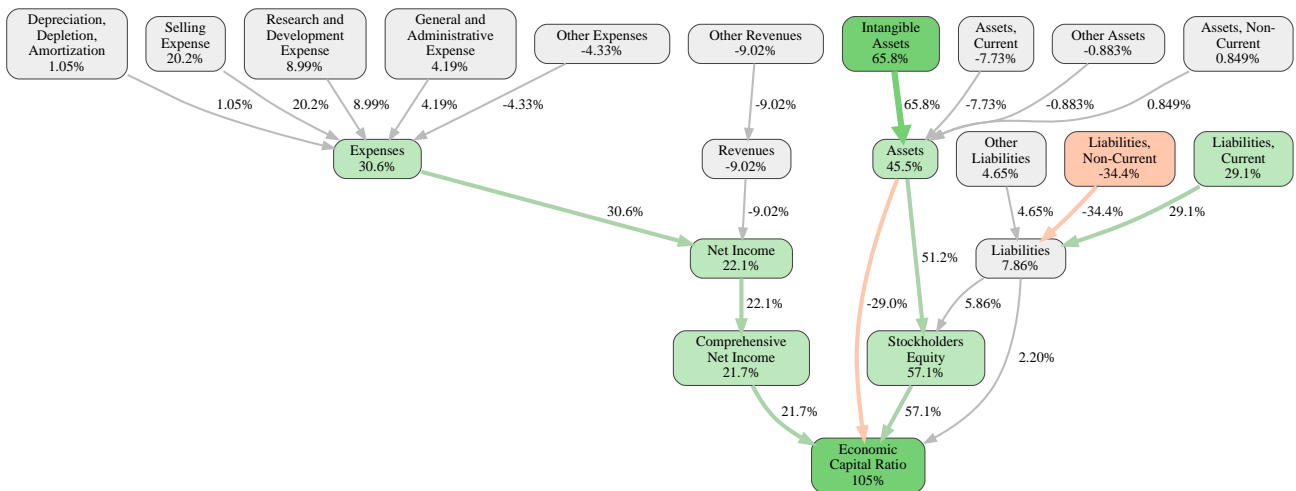 Depreciation,
Depletion,
Amortization
1.05%
Selling
Expense
20.2%
Research and
Development
Expense
8.99%
General and
Administrative
Expense
4.19%
Other Expenses
-4.33%
Other Revenues
-9.02%
Intangible
Assets
65.8%
Assets,
Current
-7.73%
Other Assets
-0.883%
Assets, Non-
Current
0.849%
1.05%
20.2%
8.99%
4.19%
-4.33%
-9.02%
65.8%
-7.73%
-0.883%
0.849%
Expenses
30.6%
Revenues
-9.02%
Assets
45.5%
Other
Liabilities
4.65%
Liabilities,
Non-Current
-34.4%
Liabilities,
Current
29.1%
30.6%
-9.02%
4.65%
-34.4%
29.1%
Net Income
22.1%
51.2%
Liabilities
7.86%
22.1%
-29.0%
5.86%
Comprehensive
Net Income
21.7%
Stockholders
Equity
57.1%
2.20%
21.7%
57.1%
Economic
Capital Ratio
105%